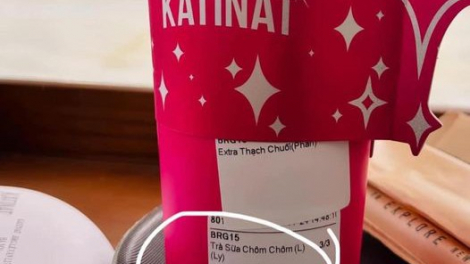 KATINAT
Extra Thạch Chuối(Phần)
801
BRG15
Trà Sữa Chôm Chôm (L) 3/3
(Ly)
EXPLORE